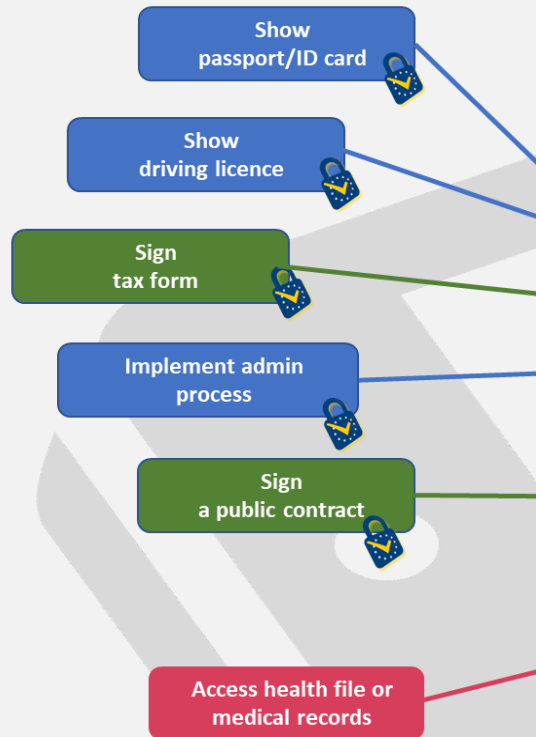 Show
passport/ID card
Show
driving licence
Sign
tax form
Implement admin
process
Sign
a public contract
Access health file or
medical records